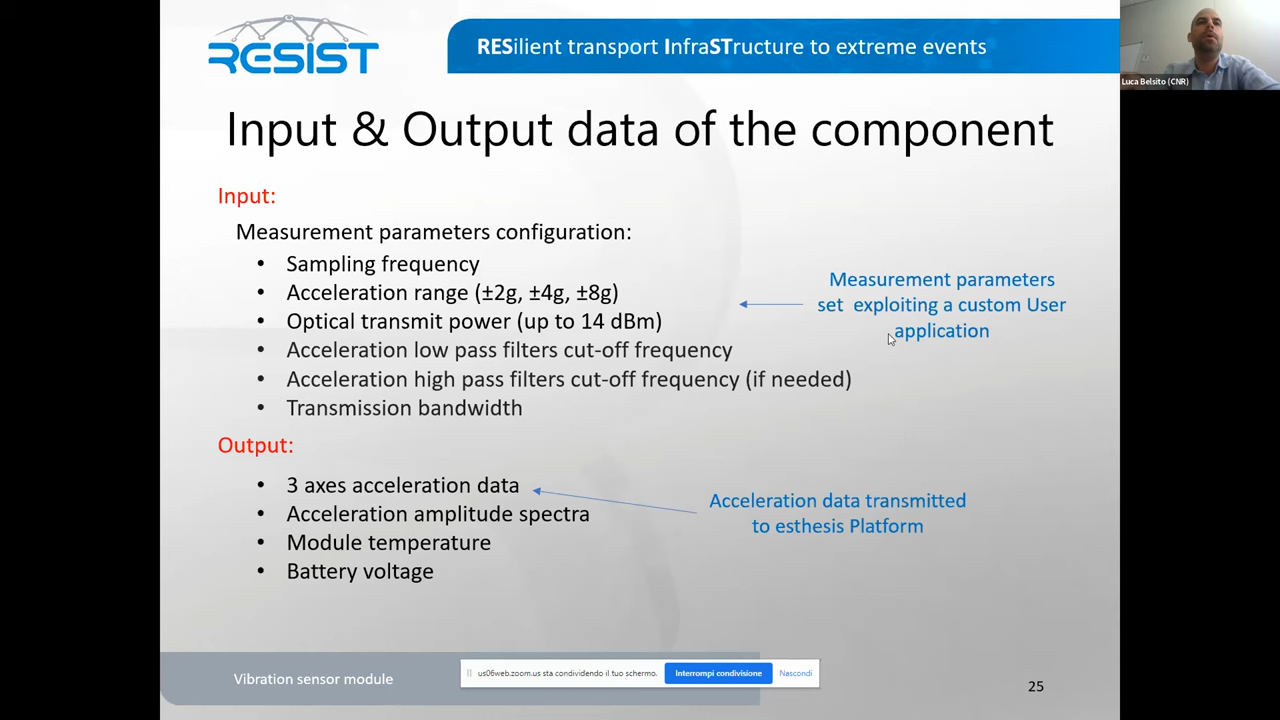 RESIST
RESilient transport InfraSTructure to extreme events
Luca Belsito (CNR)
Input & Output data of the component
Input:
Measurement parameters configuration:
• Sampling frequency
• Acceleration range (±2g, ±4g, ±8g)
• Optical transmit power (up to 14 dBm)
• Acceleration low pass filters cut-off frequency
• Acceleration high pass filters cut-off frequency (if needed)
• Transmission bandwidth
Measurement parameters
set exploiting a custom User
application
Output:
• 3 axes acceleration data
• Acceleration amplitude spectra
• Module temperature
• Battery voltage
Acceleration data transmitted
to esthesis Platform
Vibration sensor module
us06web.zoom.us sta condividendo il tuo schermo.
Interrompi condivisione
Nascondi
25